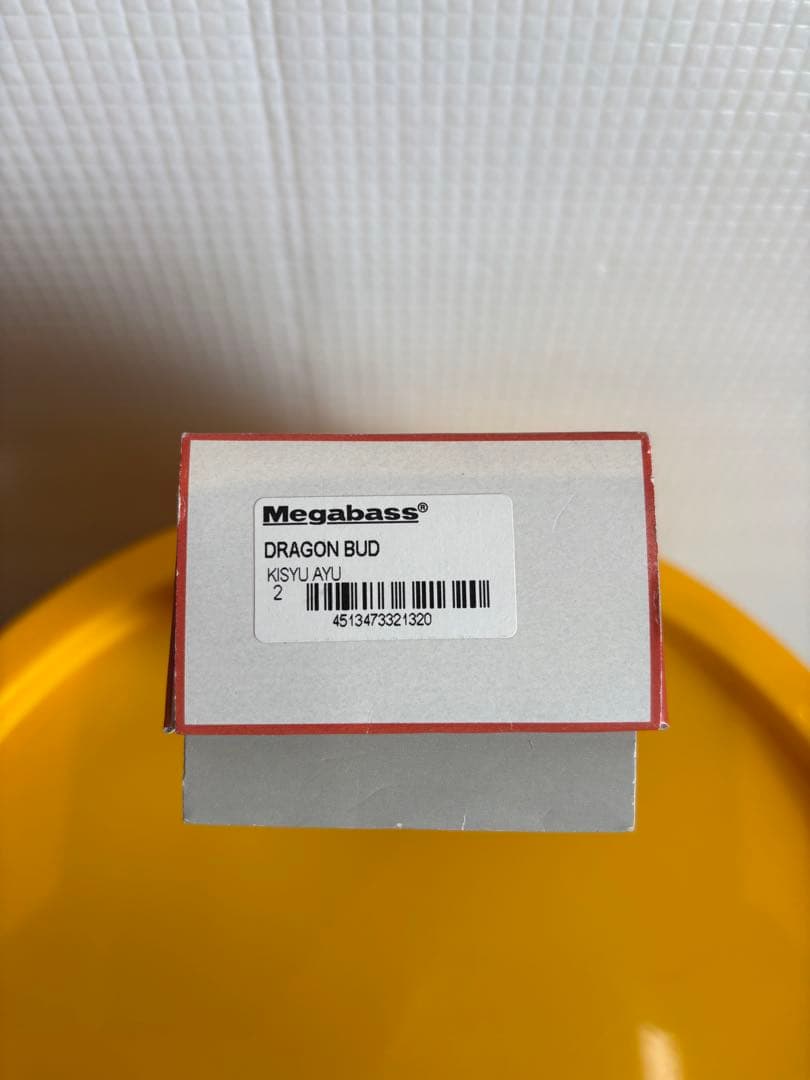 Megabass®
DRAGON BUD
KISYU AYU
2
4513473321320